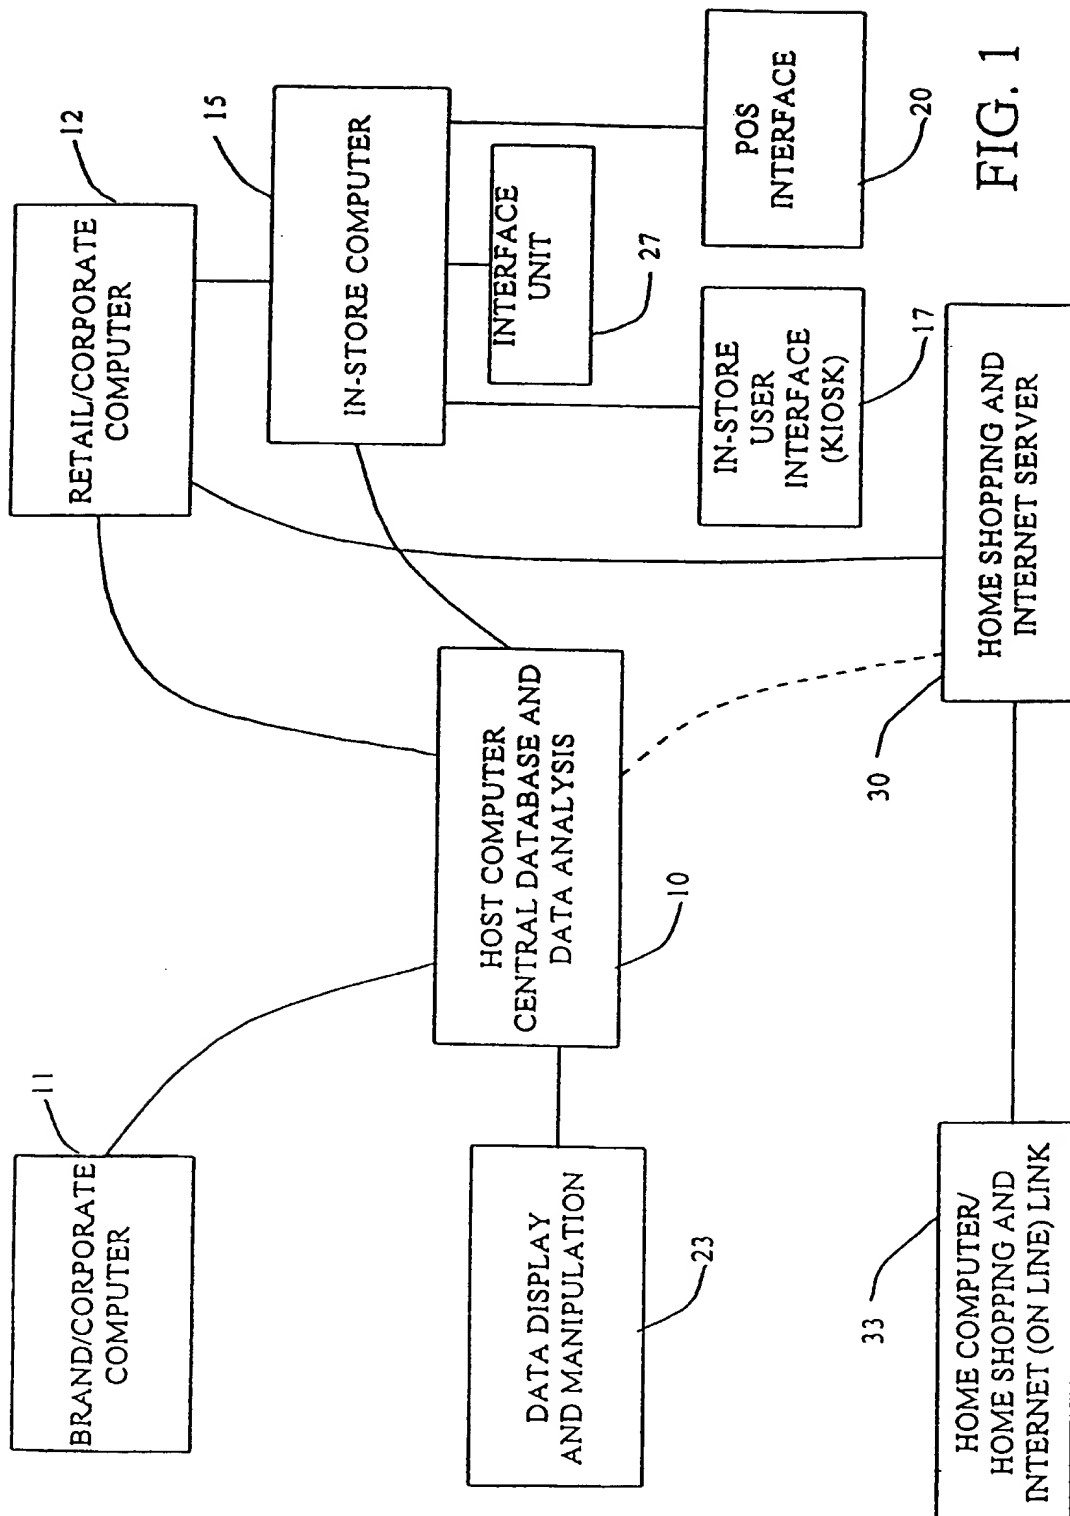 BRAND/CORPORATE
COMPUTER
11
RETAIL/CORPORATE
COMPUTER
12
IN-STORE COMPUTER
15
DATA DISPLAY
AND MANIPULATION
23
HOST COMPUTER
CENTRAL DATABASE AND
DATA ANALYSIS
10
INTERFACE
UNIT
27
IN-STORE
USER
INTERFACE
(KIOSK)
17
POS
INTERFACE
20
HOME COMPUTER/
HOME SHOPPING AND
INTERNET (ON LINE) LINK
33
HOME SHOPPING AND
INTERNET SERVER
30
FIG. 1